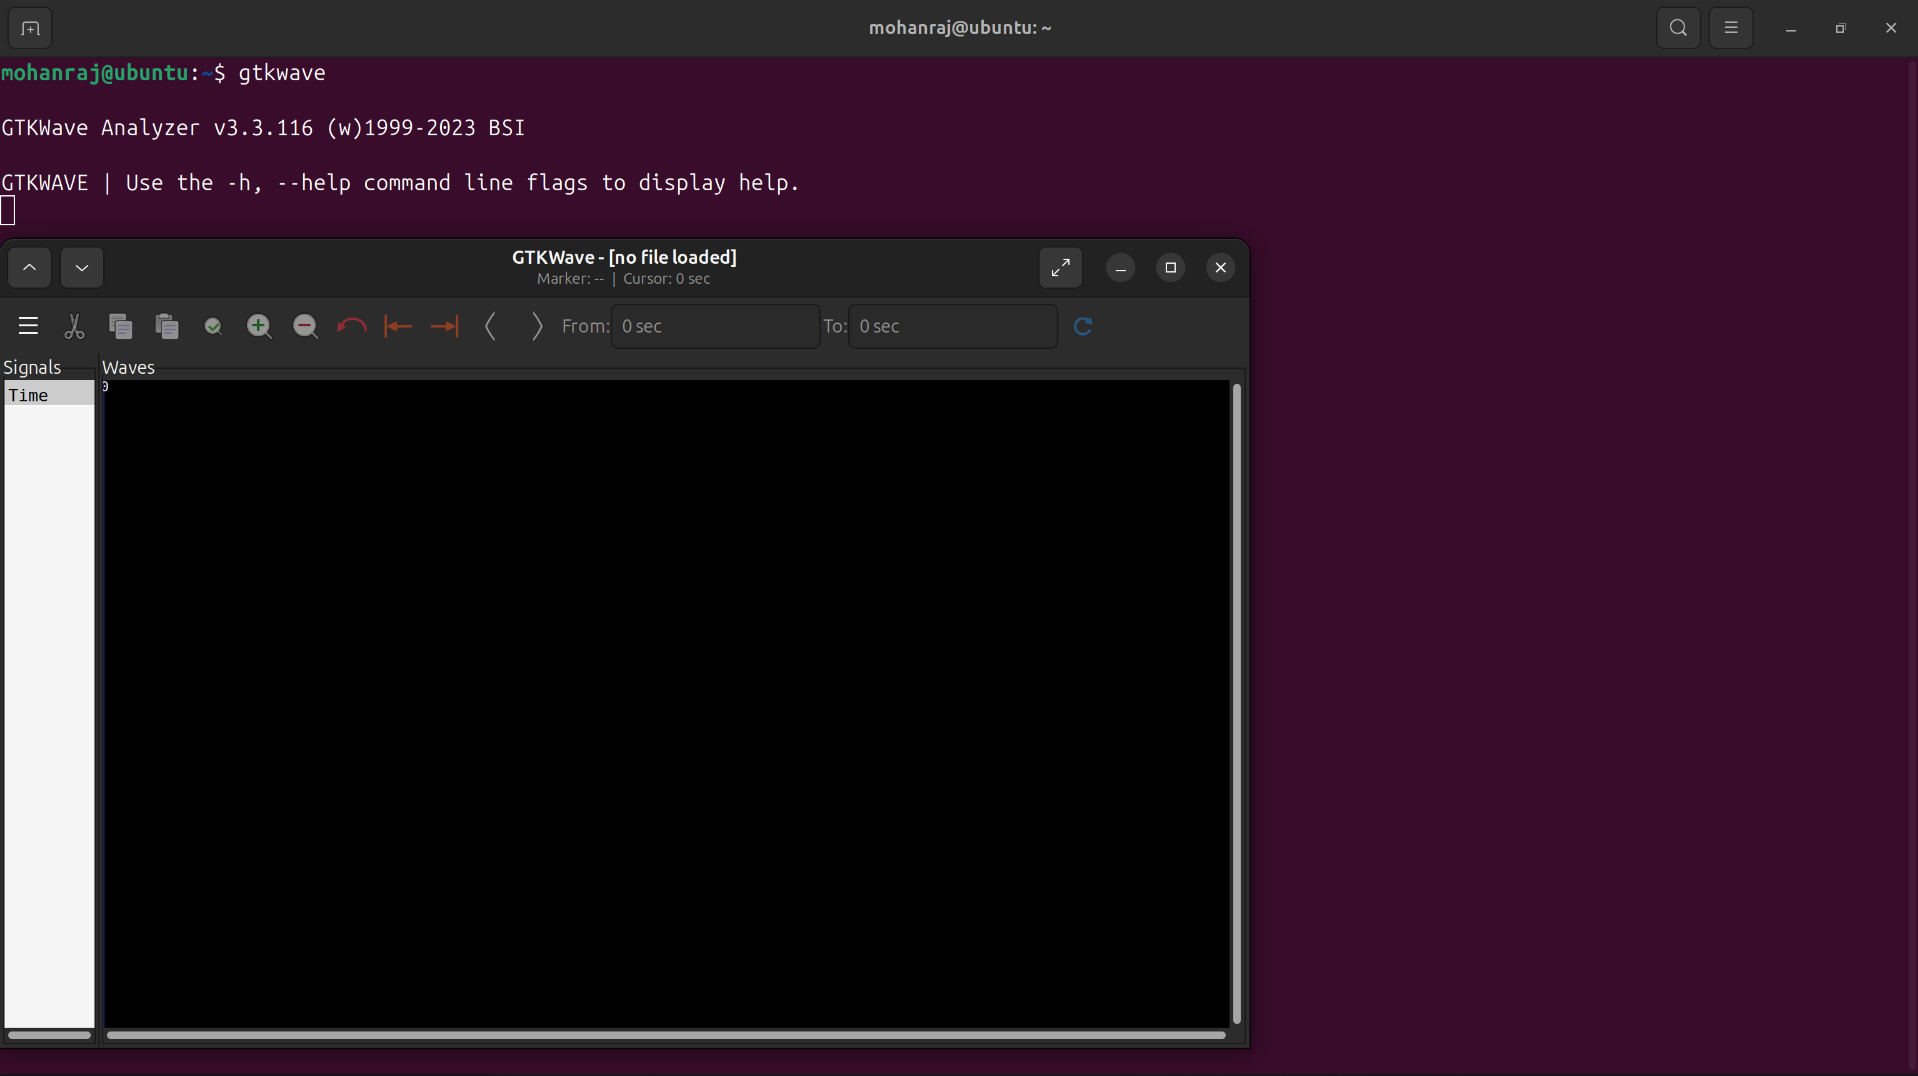 mohanraj@ubuntu: ~
mohanraj@ubuntu:~$ gtkwave
GTKWave Analyzer v3.3.116 (w)1999-2023 BSI
GTKWAVE | Use the -h, --help command line flags to display help.
GTKWave - [no file loaded]
Marker: -- | Cursor: 0 sec
From: 0 sec To: 0 sec
Signals
Waves
Time
0